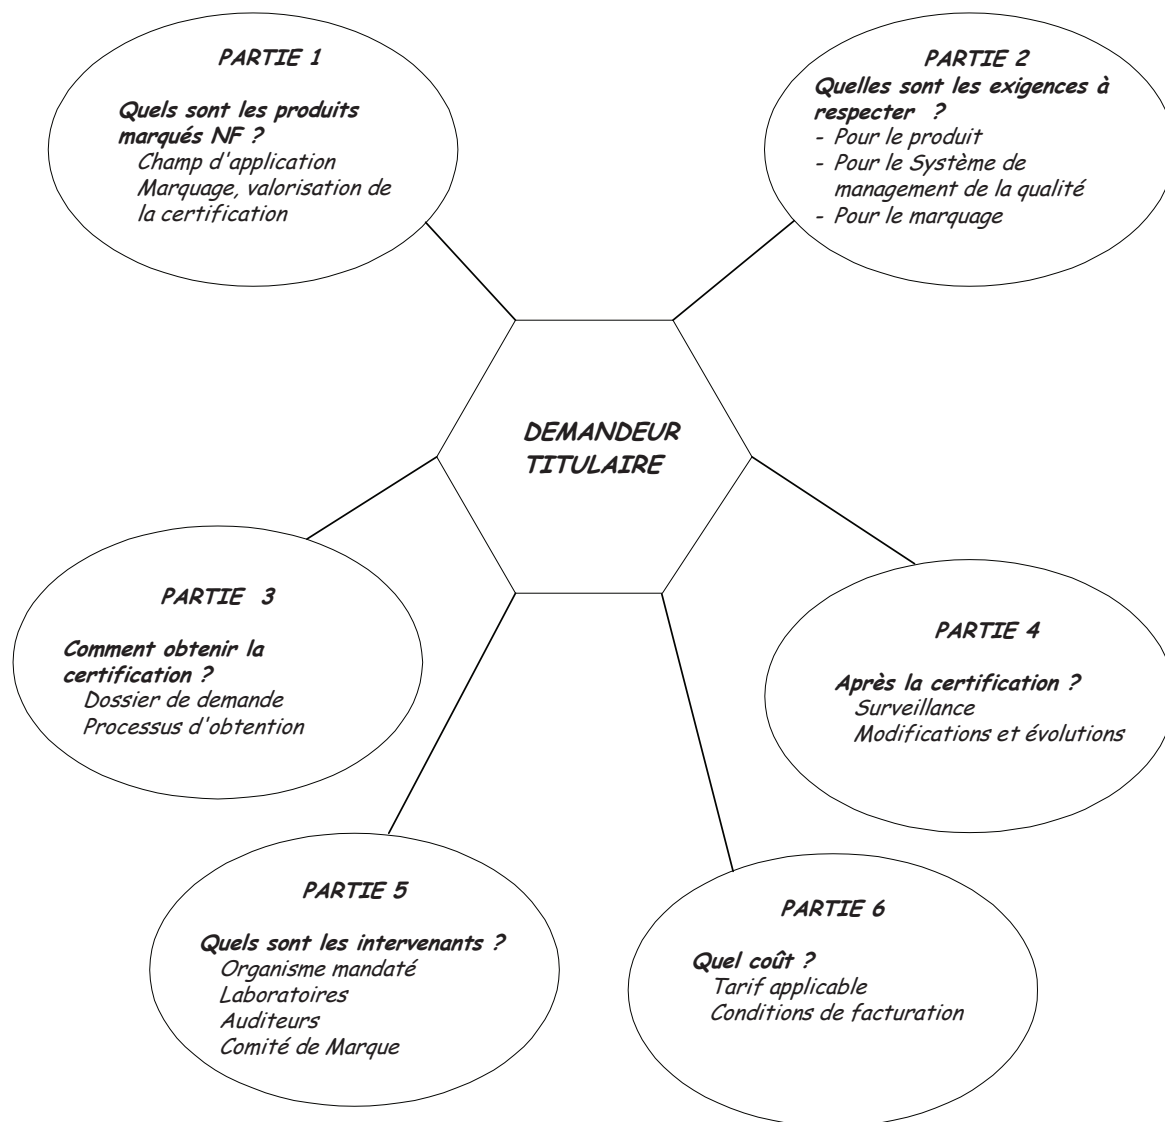 PARTIE 1
Quels sont les produits
marqués NF ?
Champ d'application
Marquage, valorisation de
la certification
PARTIE 2
Quelles sont les exigences à
respecter ?
- Pour le produit
- Pour le Système de
management de la qualité
- Pour le marquage
DEMANDEUR
TITULAIRE
PARTIE 3
Comment obtenir la
certification ?
Dossier de demande
Processus d'obtention
PARTIE 4
Après la certification ?
Surveillance
Modifications et évolutions
PARTIE 5
Quels sont les intervenants ?
Organisme mandaté
Laboratoires
Auditeurs
Comité de Marque
PARTIE 6
Quel coût ?
Tarif applicable
Conditions de facturation